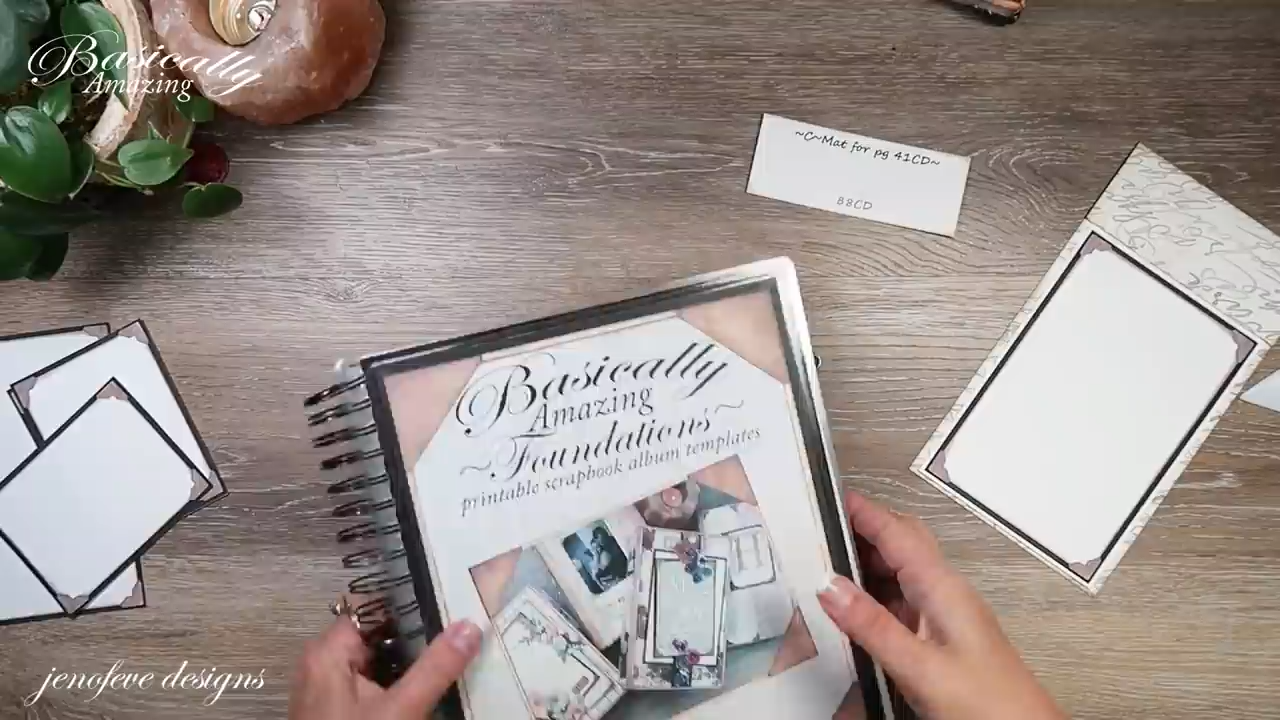 Basically
Amazing
~C~Mat for pg 41CD~
88CD
Basically
Amazing
~Foundations~
printable scrapbook album templates
jenofeve designs